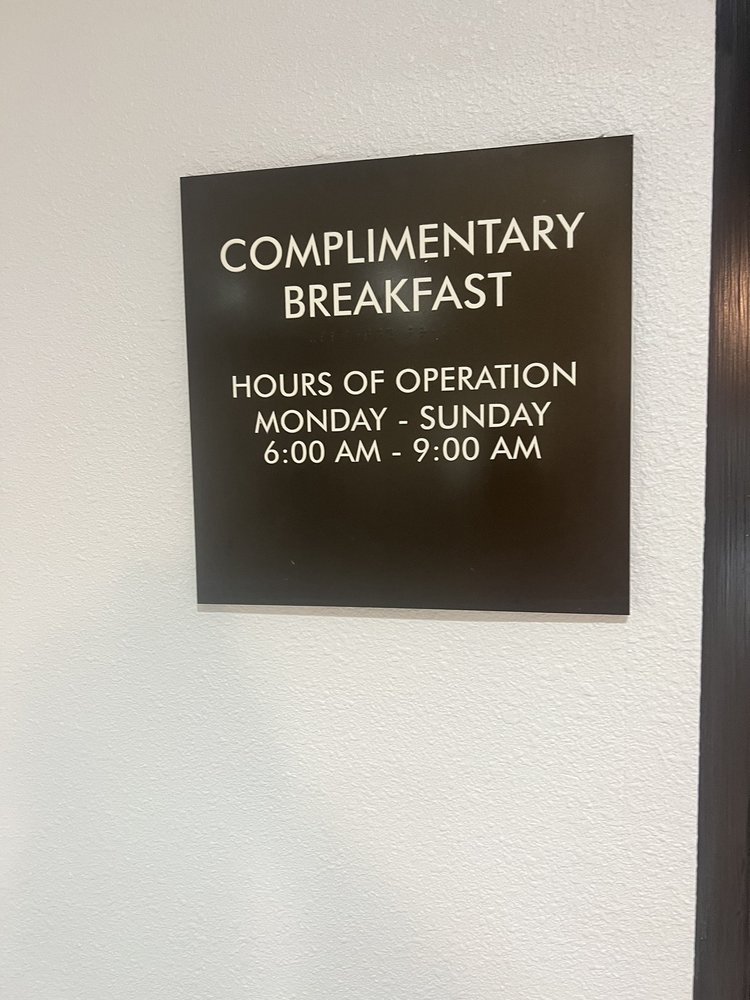 COMPLIMENTARY
BREAKFAST
HOURS OF OPERATION
MONDAY - SUNDAY
6:00 AM - 9:00 AM